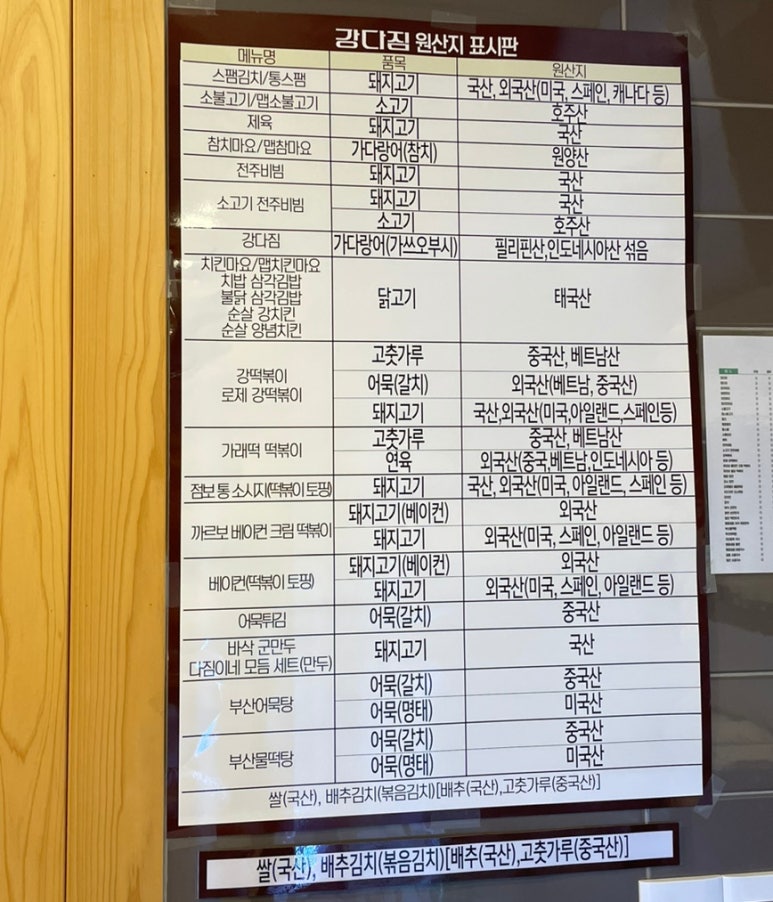 강다짐 원산지 표시판
메뉴명 품목 원산지
스팸김치/통스팸 돼지고기 국산, 외국산(미국, 스페인, 캐나다 등)
소불고기/맵소불고기 소고기 호주산
제육 돼지고기 국산
참치마요/맵참마요 가다랑어(참치) 원양산
전주비빔 돼지고기 국산
소고기 전주비빔 돼지고기 국산
소고기 호주산
강다짐 가다랑어(가쓰오부시) 필리핀산,인도네시아산 섞음
치킨마요/맵치킨마요
치밥 삼각김밥
불닭 삼각김밥
순살 강치킨
순살 양념치킨
닭고기 태국산
강떡볶이
로제 강떡볶이
고춧가루 중국산, 베트남산
어묵(갈치) 외국산(베트남, 중국산)
돼지고기 국산,외국산(미국,아일랜드,스페인등)
가래떡 떡볶이 고춧가루 중국산, 베트남산
연육 외국산(중국,베트남,인도네시아 등)
점보 통 소시지(떡볶이 토핑) 돼지고기 국산, 외국산(미국, 아일랜드, 스페인 등)
까르보 베이컨 크림 떡볶이 돼지고기(베이컨) 외국산
돼지고기 외국산(미국, 스페인, 아일랜드 등)
베이컨(떡볶이 토핑) 돼지고기(베이컨) 외국산
돼지고기 외국산(미국, 스페인, 아일랜드 등)
어묵튀김 어묵(갈치) 중국산
바삭 군만두
다짐이네 모듬 세트(만두)
돼지고기 국산
부산어묵탕 어묵(갈치) 중국산
어묵(명태) 미국산
부산물떡탕 어묵(갈치) 중국산
어묵(명태) 미국산
쌀(국산), 배추김치(볶음김치)[배추(국산),고춧가루(중국산)]
쌀(국산), 배추김치(볶음김치)[배추(국산),고춧가루(중국산)]